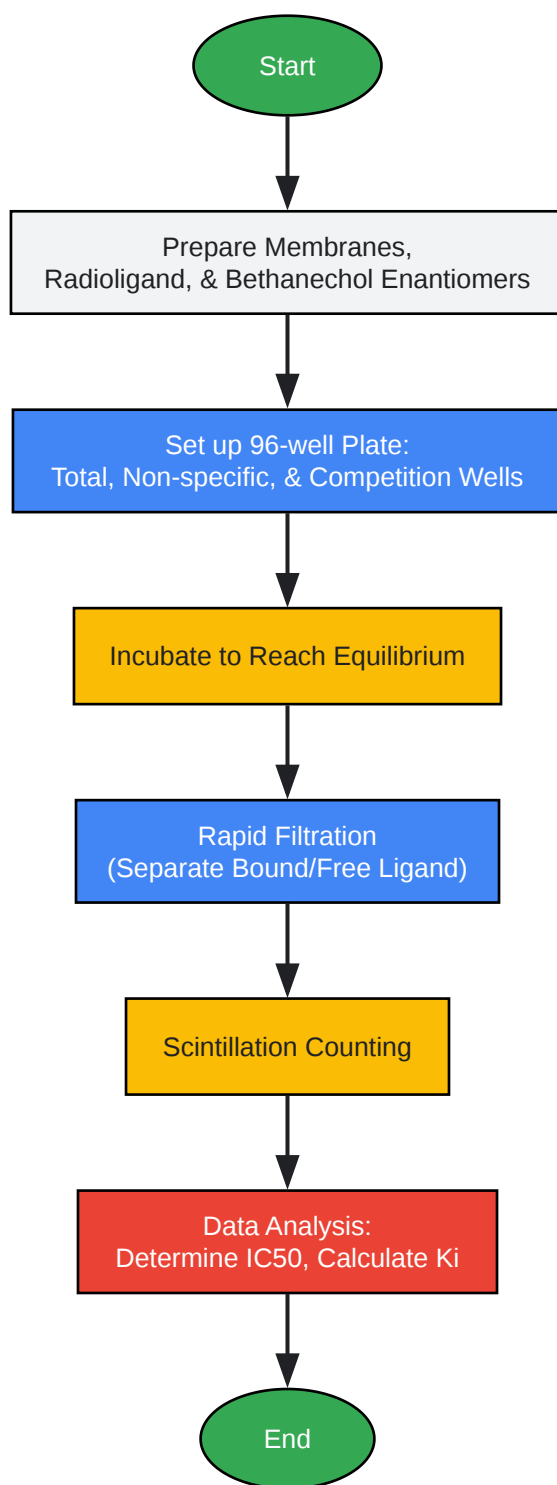 Start
Prepare Membranes,
Radioligand, & Bethanechol Enantiomers
Set up 96-well Plate:
Total, Non-specific, & Competition Wells
Incubate to Reach Equilibrium
Rapid Filtration
(Separate Bound/Free Ligand)
Scintillation Counting
Data Analysis:
Determine IC50, Calculate Ki
End